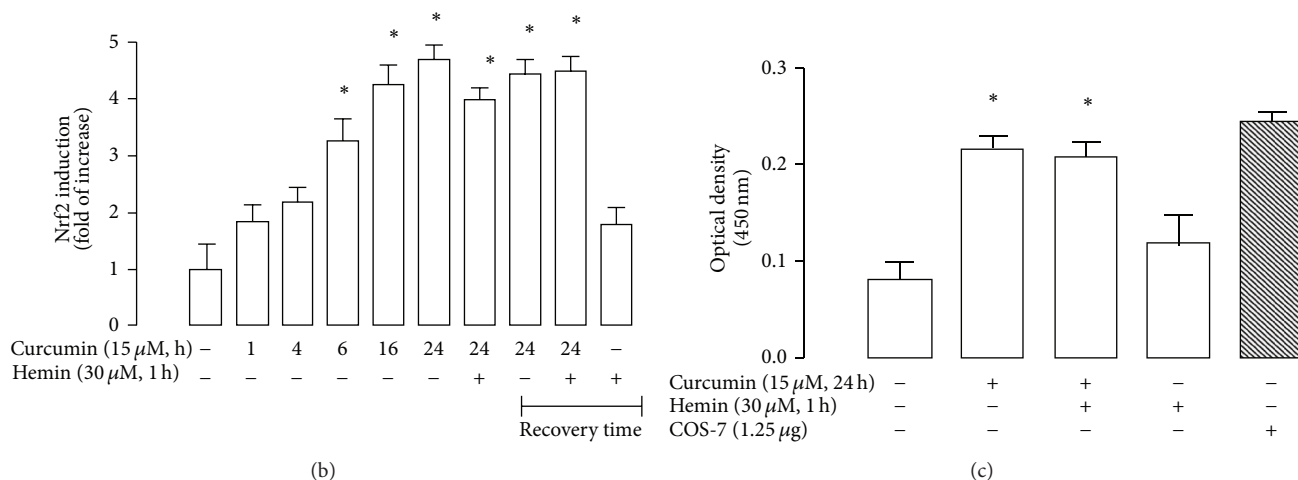 * * * * * * *
5
4
3
2
1
0
Nrf2 induction
(fold of increase)
Curcumin (15 μM, h) – 1 4 6 16 24 24 24 24 –
Hemin (30 μM, 1 h) – – – – – – + – + +
Recovery time
(b)
0.3
0.2
0.1
0.0
Optical density
(450 nm)
* *
Curcumin (15 μM, 24 h) – + + – –
Hemin (30 μM, 1 h) – – + + –
COS-7 (1.25 μg) – – – – +
(c)